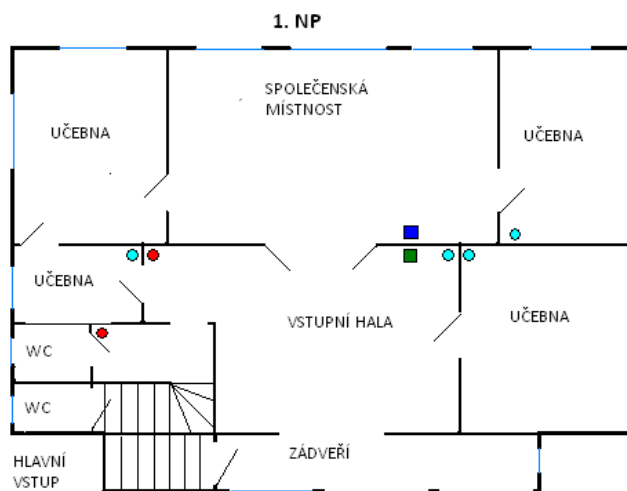 1. NP
SPOLEČENSKÁ
MÍSTNOST
UČEBNA
UČEBNA
UČEBNA
VSTUPNÍ HALA
UČEBNA
WC
WC
ZÁDVEŘÍ
HLAVNÍ
VSTUP